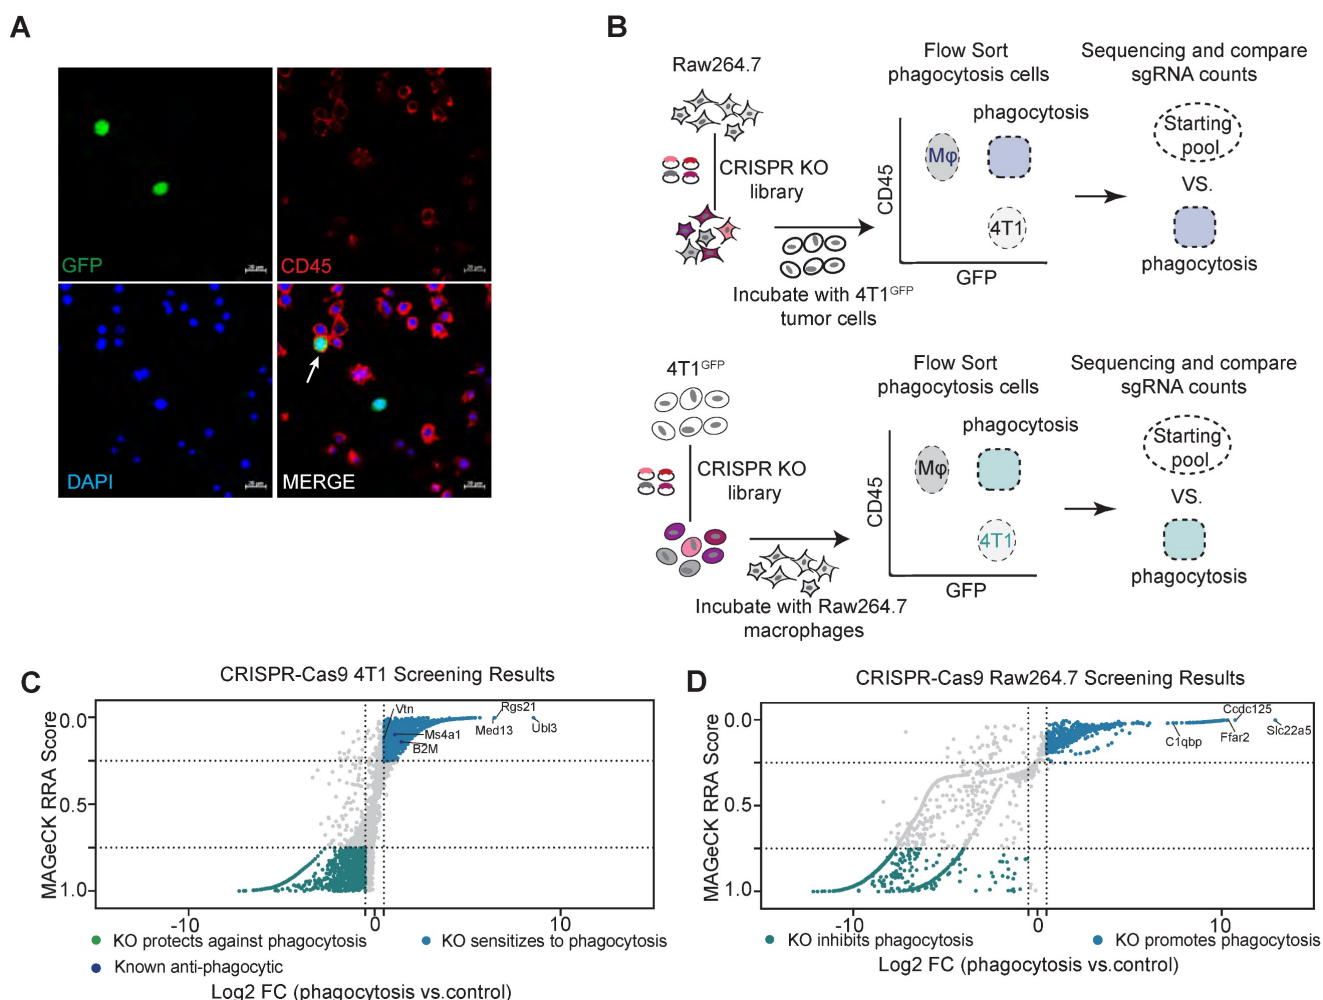 A
GFP
CD45
DAPI
MERGE
B
Raw264.7
CRISPR KO
library
Incubate with 4T1GFP
tumor cells
Flow Sort
phagocytosis cells
phagocytosis
Mφ
4T1
CD45
GFP
Sequencing and compare
sgRNA counts
Starting
pool
VS.
phagocytosis
4T1GFP
CRISPR KO
library
Incubate with Raw264.7
macrophages
Flow Sort
phagocytosis cells
phagocytosis
Mφ
4T1
CD45
GFP
Sequencing and compare
sgRNA counts
Starting
pool
VS.
phagocytosis
C
CRISPR-Cas9 4T1 Screening Results
MAGeCK RRA Score
0.0
0.5
1.0
Vtn
Ms4a1
B2M
Med13
Rgs21
Ubl3
-10
0
10
KO protects against phagocytosis
KO sensitizes to phagocytosis
Known anti-phagocytic
Log2 FC (phagocytosis vs.control)
D
CRISPR-Cas9 Raw264.7 Screening Results
MAGeCK RRA Score
0.0
0.5
1.0
Ccdc125
C1qbp
Ffar2
Slc22a5
-10
0
10
KO inhibits phagocytosis
KO promotes phagocytosis
Log2 FC (phagocytosis vs.control)